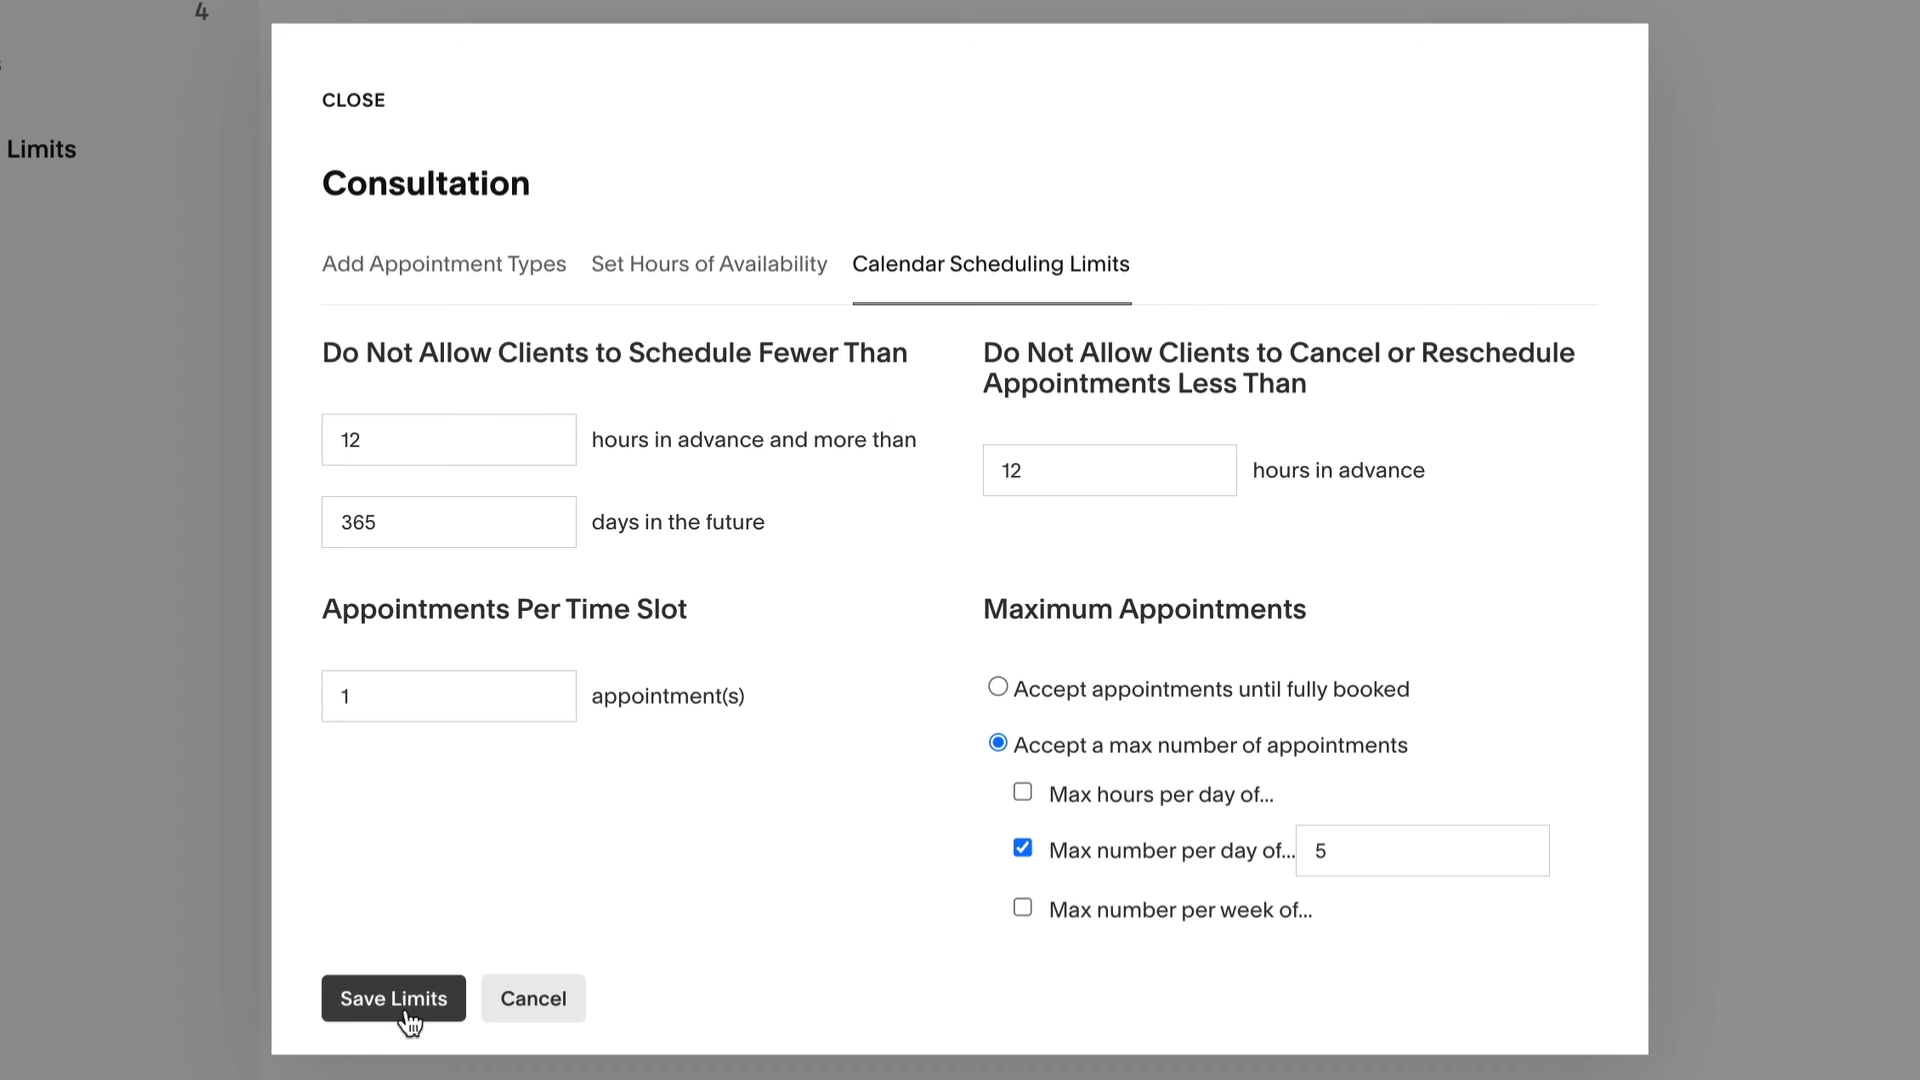 4
Limits
CLOSE
Consultation
Add Appointment Types Set Hours of Availability Calendar Scheduling Limits
Do Not Allow Clients to Schedule Fewer Than
12 hours in advance and more than
365 days in the future
Do Not Allow Clients to Cancel or Reschedule
Appointments Less Than
12 hours in advance
Appointments Per Time Slot
1 appointment(s)
Maximum Appointments
Accept appointments until fully booked
Accept a max number of appointments
Max hours per day of...
Max number per day of... 5
Max number per week of...
Save Limits Cancel